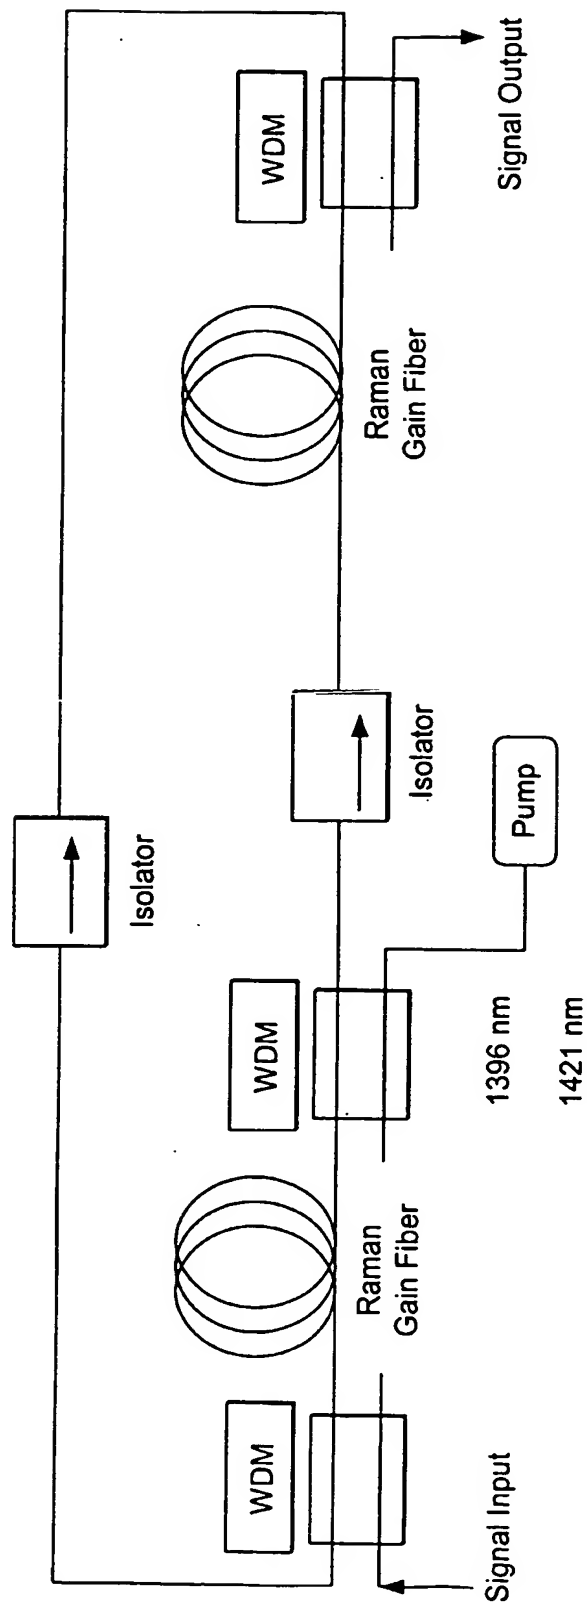 Isolator
WDM
WDM
WDM
Raman
Gain Fiber
Isolator
Raman
Gain Fiber
Signal Input
1396 nm
1421 nm
Pump
Signal Output